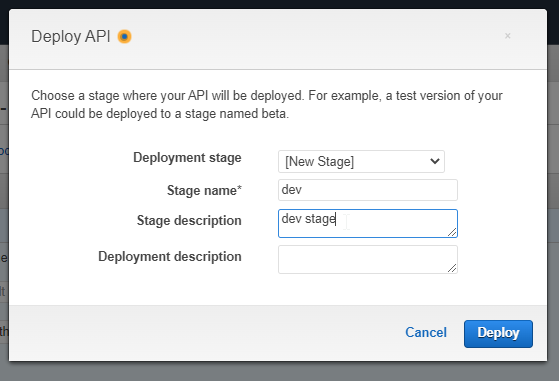 Deploy API
×
Choose a stage where your API will be deployed. For example, a test version of your
API could be deployed to a stage named beta.
Deployment stage [New Stage]
Stage name* dev
Stage description dev stage
Deployment description
Cancel Deploy